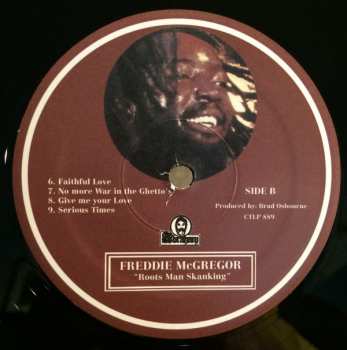 6. Faithful Love
7. No more War in the Ghetto's
8. Give me your Love
9. Serious Times
SIDE B
Produced by: Brad Osbourne
CTLP 889
FREDDIE McGREGOR
"Roots Man Skanking"